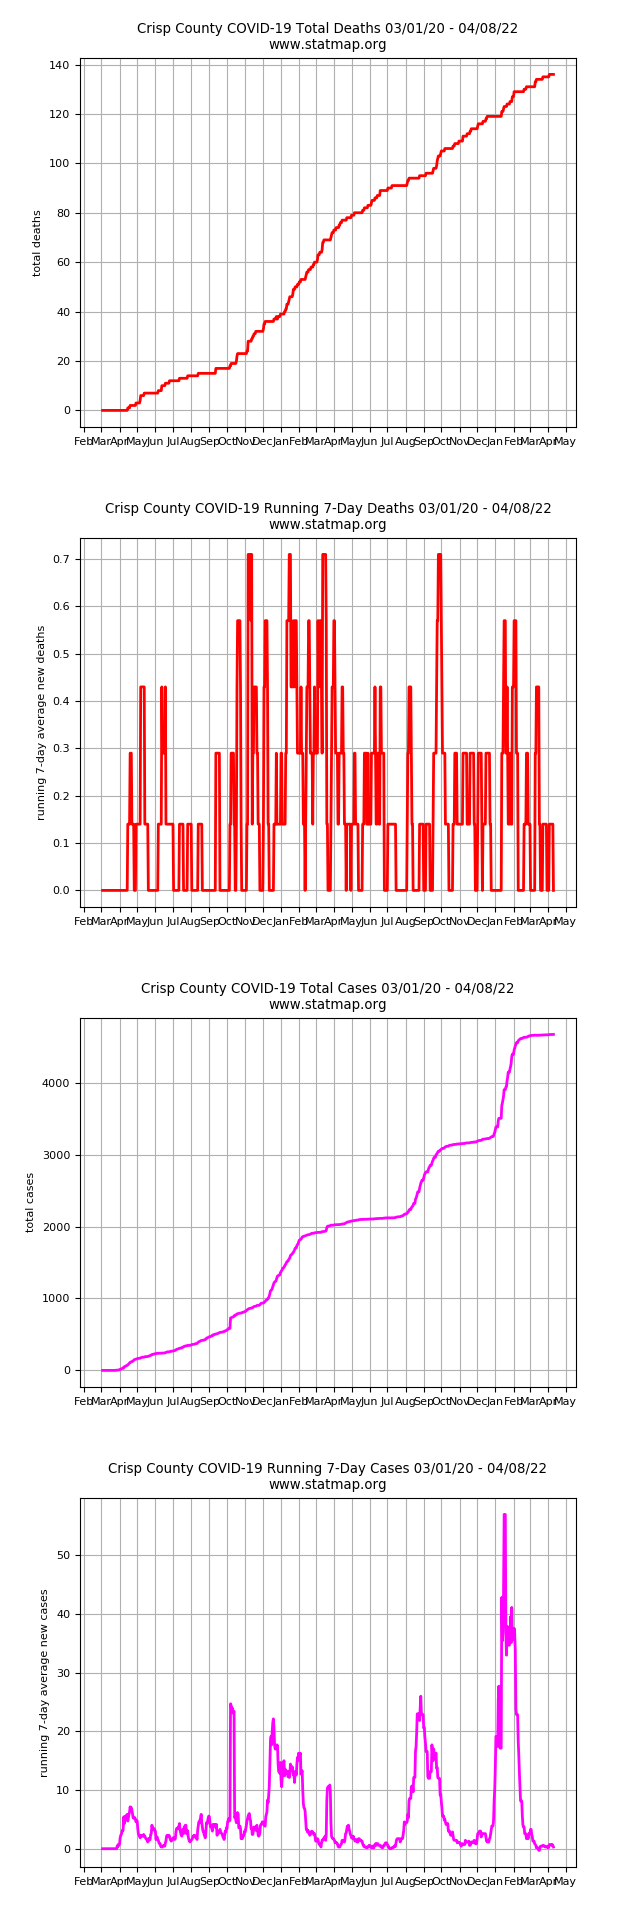 Crisp County COVID-19 Total Deaths 03/01/20 - 04/08/22
www.statmap.org
140
120
100
80
60
40
20
0
total deaths
Feb Mar Apr May Jun Jul Aug Sep Oct Nov Dec Jan Feb Mar Apr May Jun Jul Aug Sep Oct Nov Dec Jan Feb Mar Apr May
Crisp County COVID-19 Running 7-Day Deaths 03/01/20 - 04/08/22
www.statmap.org
0.7
0.6
0.5
0.4
0.3
0.2
0.1
0.0
running 7-day average new deaths
Feb Mar Apr May Jun Jul Aug Sep Oct Nov Dec Jan Feb Mar Apr May Jun Jul Aug Sep Oct Nov Dec Jan Feb Mar Apr May
Crisp County COVID-19 Total Cases 03/01/20 - 04/08/22
www.statmap.org
4000
3000
2000
1000
0
total cases
Feb Mar Apr May Jun Jul Aug Sep Oct Nov Dec Jan Feb Mar Apr May Jun Jul Aug Sep Oct Nov Dec Jan Feb Mar Apr May
Crisp County COVID-19 Running 7-Day Cases 03/01/20 - 04/08/22
www.statmap.org
50
40
30
20
10
0
running 7-day average new cases
Feb Mar Apr May Jun Jul Aug Sep Oct Nov Dec Jan Feb Mar Apr May Jun Jul Aug Sep Oct Nov Dec Jan Feb Mar Apr May